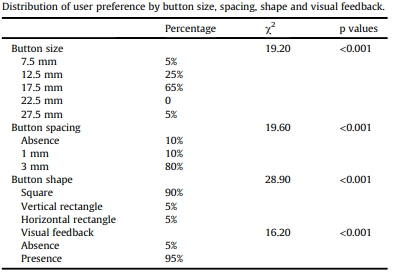 Distribution of user preference by button size, spacing, shape and visual feedback.
Percentage χ² p values
Button size 19.20 <0.001
7.5 mm 5%
12.5 mm 25%
17.5 mm 65%
22.5 mm 0
27.5 mm 5%
Button spacing 19.60 <0.001
Absence 10%
1 mm 10%
3 mm 80%
Button shape 28.90 <0.001
Square 90%
Vertical rectangle 5%
Horizontal rectangle 5%
Visual feedback 16.20 <0.001
Absence 5%
Presence 95%